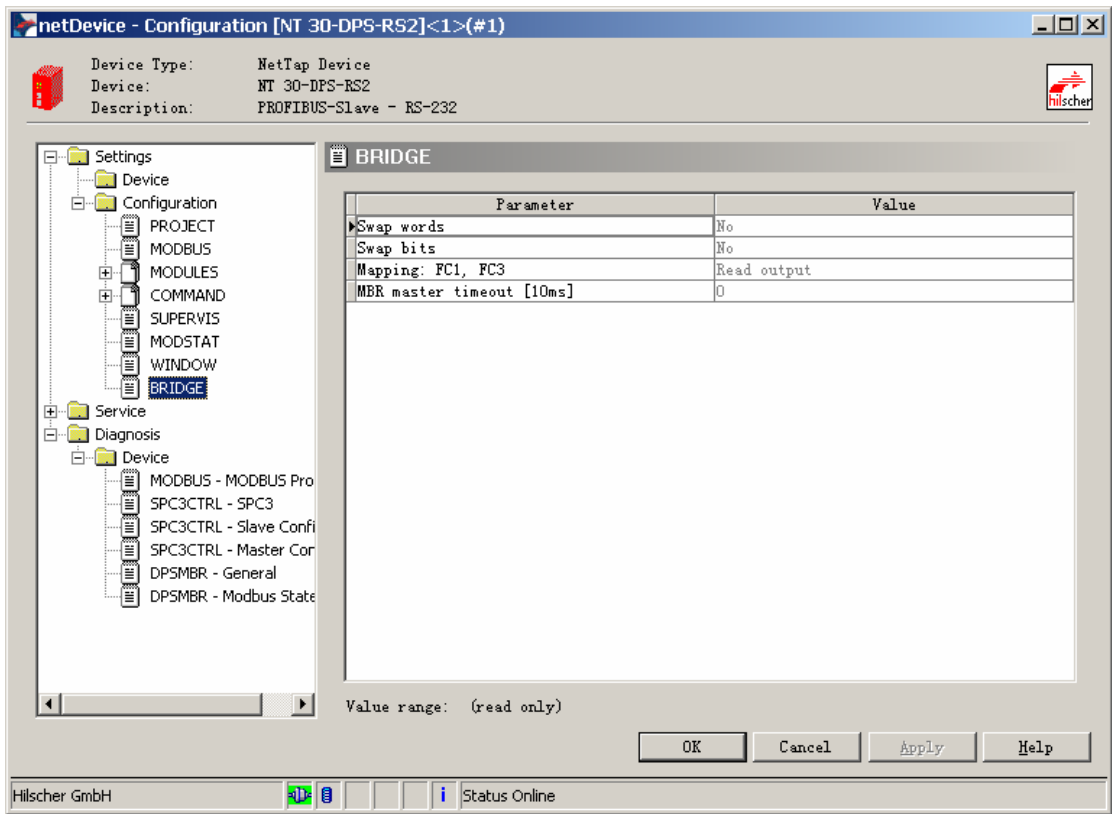 netDevice - Configuration [NT 30-DPS-RS2]<1>(#1)
Device Type: NetTap Device
Device: NT 30-DPS-RS2
Description: PROFIBUS-Slave - RS-232
hilscher
Settings
Device
Configuration
PROJECT
MODBUS
MODULES
COMMAND
SUPERVIS
MODSTAT
WINDOW
BRIDGE
Service
Diagnosis
Device
MODBUS - MODBUS Pro
SPC3CTRL - SPC3
SPC3CTRL - Slave Confi
SPC3CTRL - Master Cor
DPSMBR - General
DPSMBR - Modbus State
BRIDGE
Parameter Value
Swap words No
Swap bits No
Mapping: FC1, FC3 Read output
MBR master timeout [10ms] 0
Value range: (read only)
OK Cancel Apply Help
Hilscher GmbH i Status Online